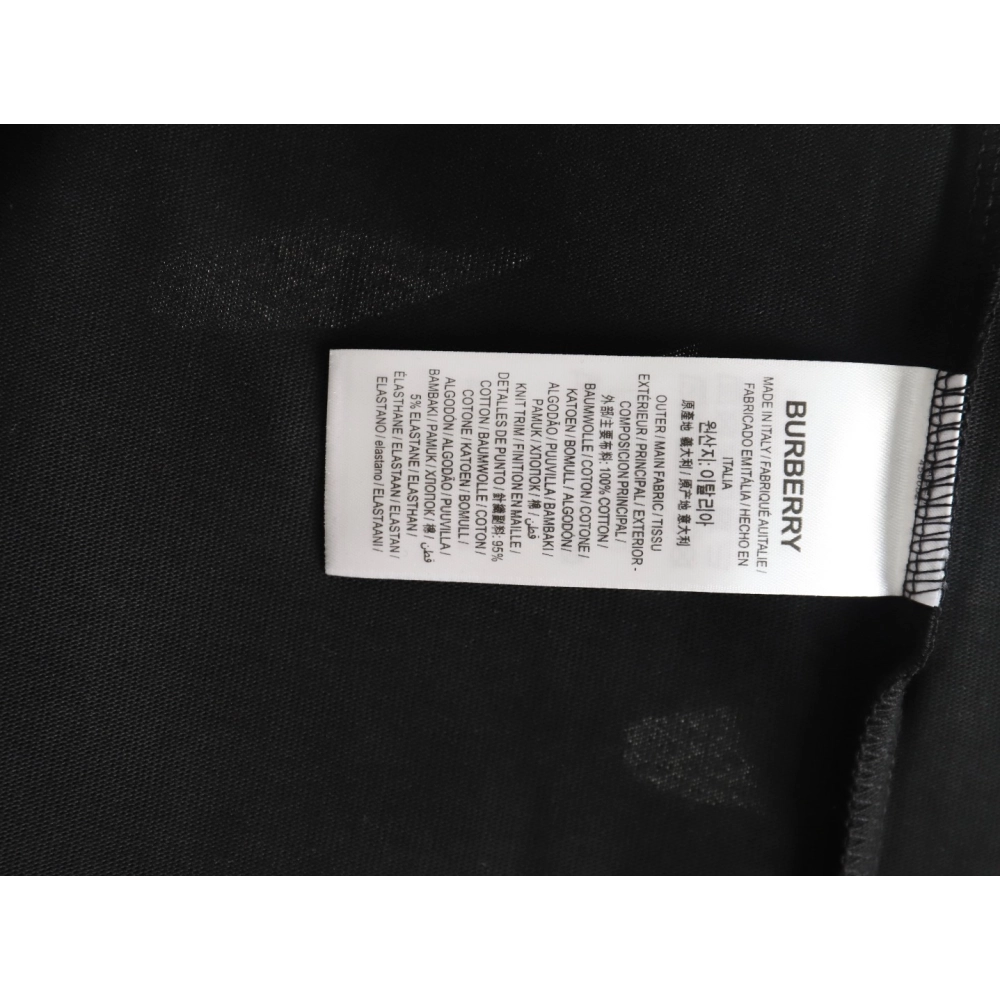 BURBERRY
MADE IN ITALY / FABRIQUÉ AU ITALIE /
FABRICADO EM ITÁLIA / HECHO EN
ITALIA
원산지: 이탈리아
原產地 義大利 / 原产地 意大利
OUTER / MAIN FABRIC / TISSU
EXTÉRIEUR / PRINCIPAL / EXTERIOR -
COMPOSICION PRINCIPAL /
外部/主要布料: 100% COTTON /
BAUMWOLLE / COTON / COTONE /
KATOEN / BOMULL / ALGODÓN /
ALGODÃO / PUUVILLA / BAMBAKI /
PAMUK / ХЛОПОК / 棉 / قطن
KNIT TRIM / FINITION EN MAILLE /
DETALLES DE PUNTO / 針織副料: 95%
COTTON / BAUMWOLLE / COTON /
COTONE / KATOEN / BOMULL /
ALGODÓN / ALGODÃO / PUUVILLA /
BAMBAKI / PAMUK / ХЛОПОК / 棉 / قطن /
5% ELASTANE / ELASTHAN /
ÉLASTHANE / ELASTAAN / ELASTAN /
ELASTANO / elastano / ELASTAANI /